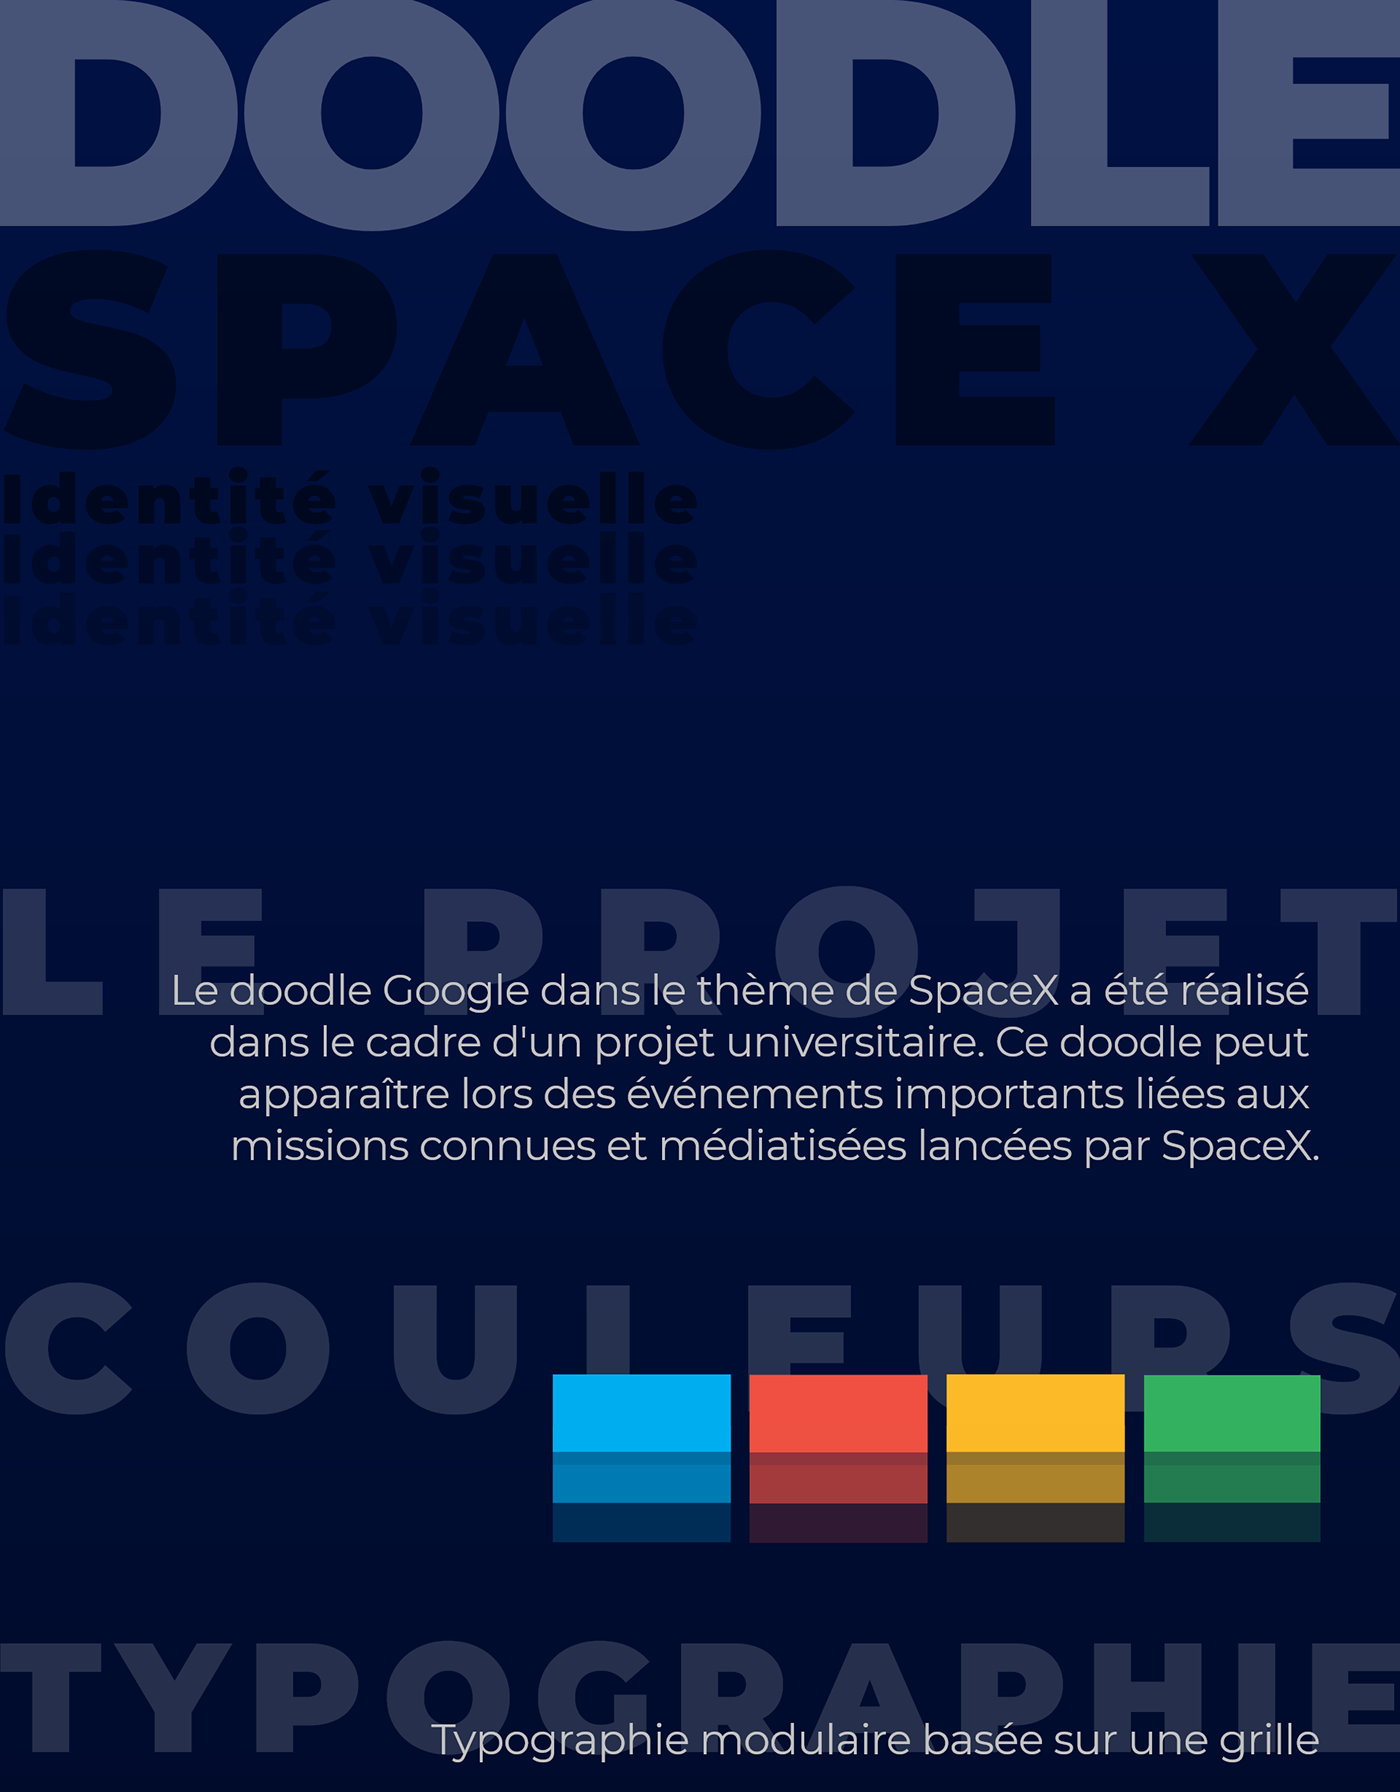 DOODLE
SPACE X
Identité visuelle
Identité visuelle
Identité visuelle
LE PROJET
Le doodle Google dans le thème de SpaceX a été réalisé
dans le cadre d'un projet universitaire. Ce doodle peut
apparaître lors des événements importants liées aux
missions connues et médiatisées lancées par SpaceX.
COULEURS
TYPOGRAPHIE
Typographie modulaire basée sur une grille